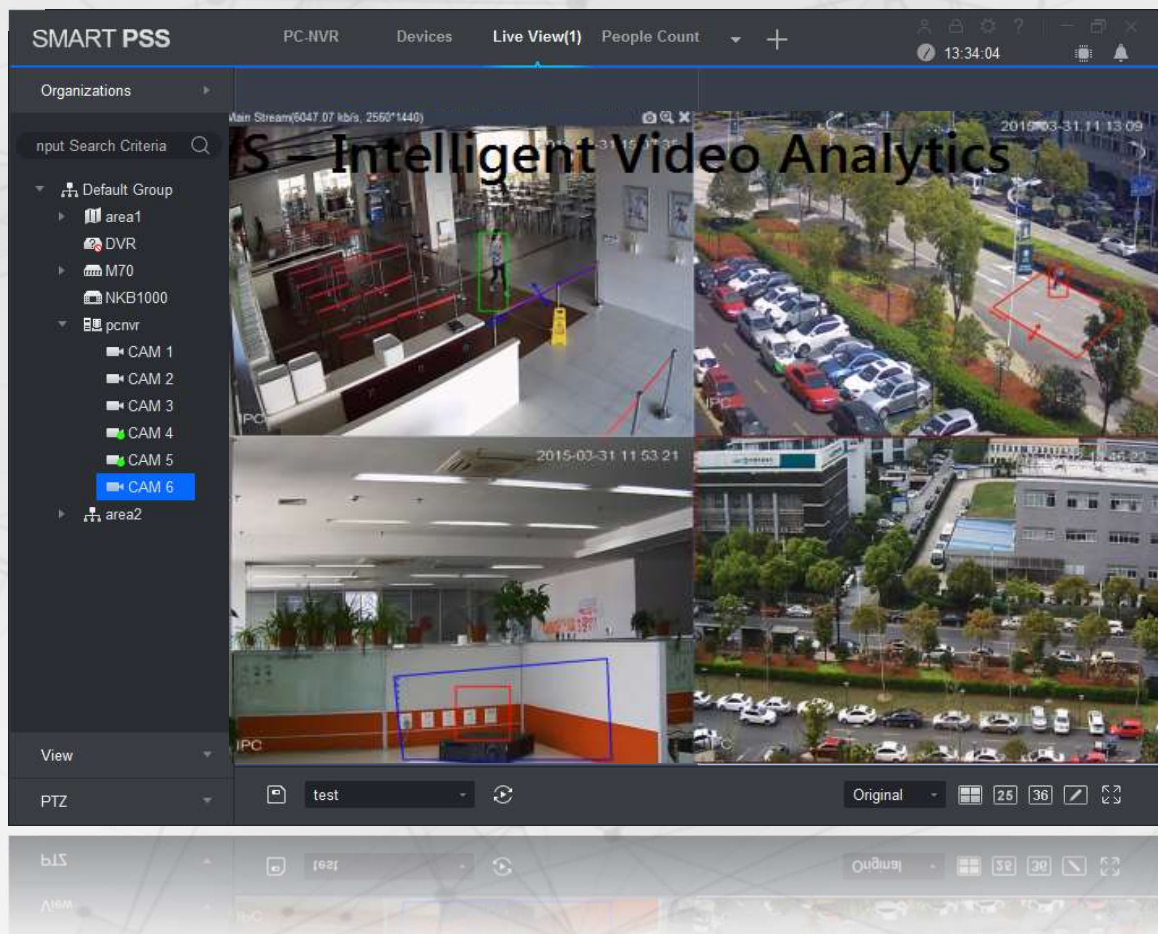 SMART PSS
PC-NVR Devices Live View(1) People Count
13:34:04
Organizations
Main Stream(6047.07 kb/s, 2560*1440)
nput Search Criteria
S – Intelligent Video Analytics
2015-03-31 11 13 09
Default Group
area1
DVR
M70
NKB1000
pcnvr
CAM 1
CAM 2
CAM 3
CAM 4
CAM 5
CAM 6
area2
IPC
IPC
2015-03-31 11 53 21
IPC
View
PTZ
test
Original
25
36